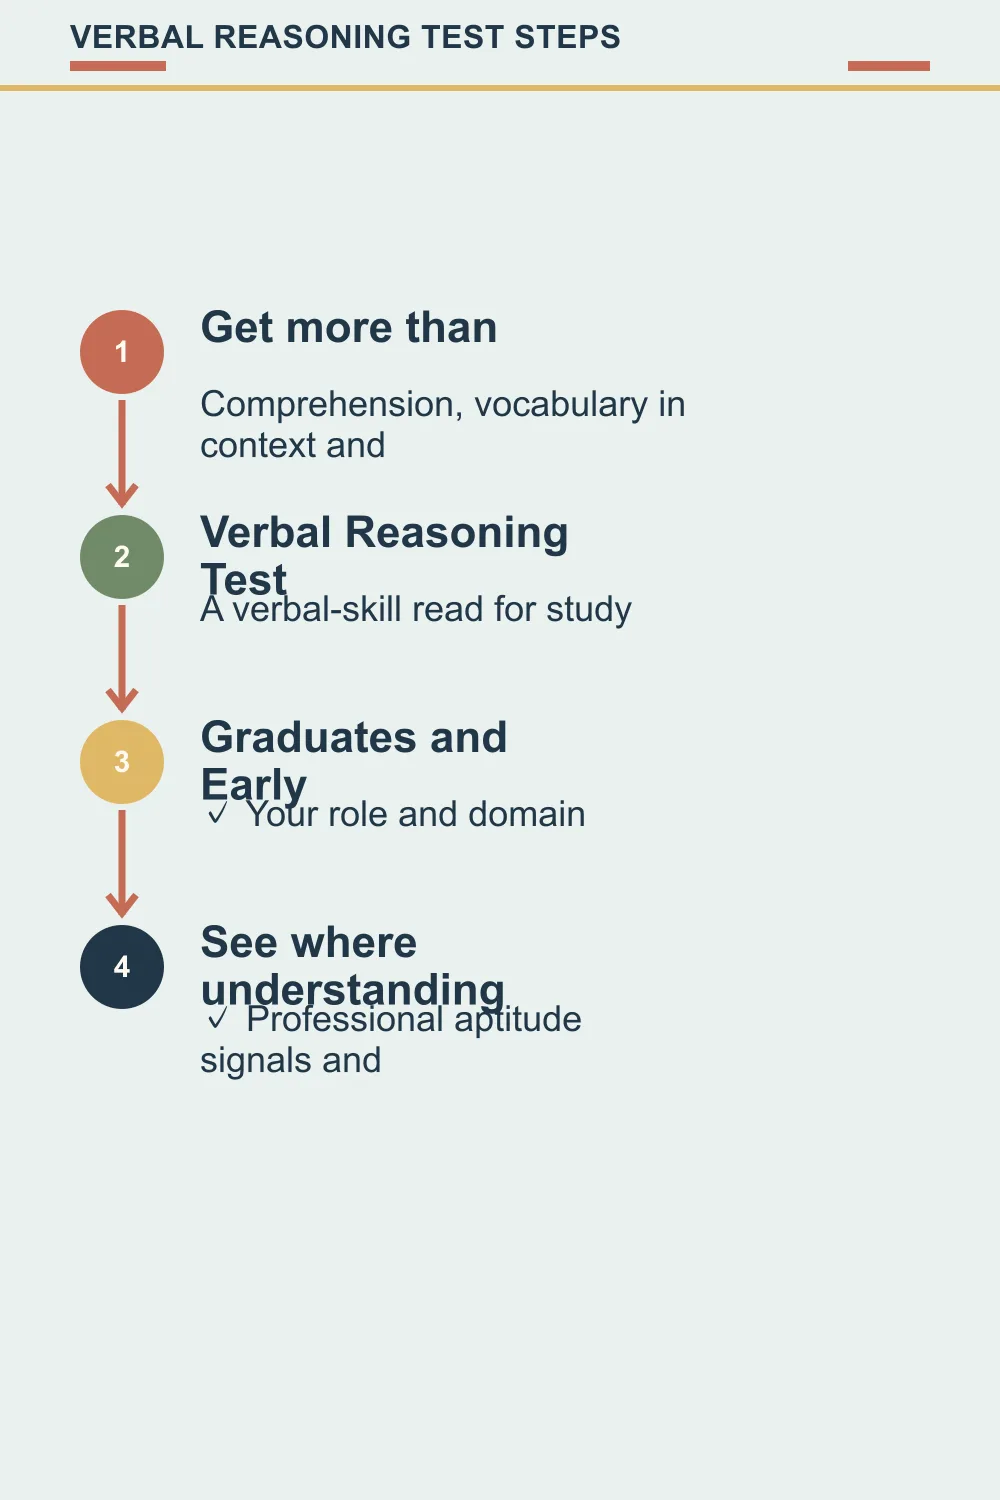 VERBAL REASONING TEST STEPS
1
Get more than
Comprehension, vocabulary in
context and
2
Verbal Reasoning
Test
A verbal-skill read for study
3
Graduates and
Early
✓ Your role and domain
4
See where
understanding
✓ Professional aptitude
signals and